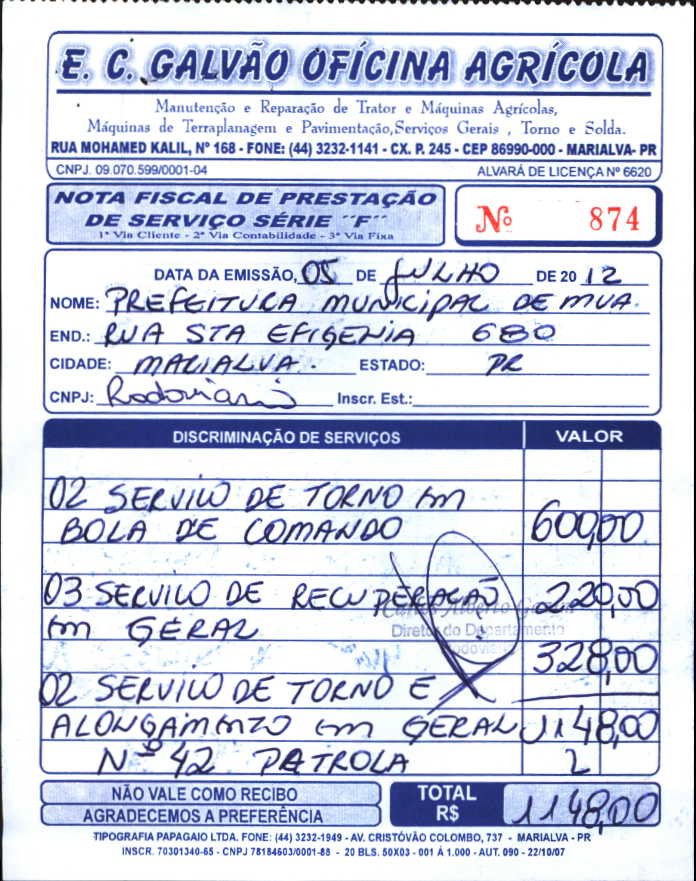 E. C. GALVÃO OFÍCINA AGRÍCOLA
Manutenção e Reparação de Trator e Máquinas Agrícolas,
Máquinas de Terraplanagem e Pavimentação,Serviços Gerais , Torno e Solda.
RUA MOHAMED KALIL, Nº 168 - FONE: (44) 3232-1141 - CX. P. 245 - CEP 86990-000 - MARIALVA- PR
CNPJ. 09.070.599/0001-04 ALVARÁ DE LICENÇA Nº 6620
NOTA FISCAL DE PRESTAÇÃO
DE SERVIÇO SÉRIE ´´F´´
1ª Via Cliente - 2ª Via Contabilidade - 3ª Via Fixa
Nº 874
DATA DA EMISSÃO, 05 DE JULHO DE 20 12
NOME: PREFEITURA MUNICIPAL DE MVA.
END.: RUA STA EFIGENIA 680
CIDADE: MARIALVA. ESTADO: PR
CNPJ: Rodoviario Inscr. Est.:
DISCRIMINAÇÃO DE SERVIÇOS VALOR
02 SERVIÇO DE TORNO Em
BOLA DE COMANDO 600,00
03 SERVIÇO DE RECUPERAÇÃO 220,00
Em GERAL
Diretor do Departamento
Rodoviário
328,00
02 SERVIÇO DE TORNO E
ALONGAMENTO Em GERAL 1148,00
Nº 42 PATROLA
NÃO VALE COMO RECIBO
AGRADECEMOS A PREFERÊNCIA
TOTAL
R$ 1148,00
TIPOGRAFIA PAPAGAIO LTDA. FONE: (44) 3232-1949 - AV. CRISTÓVÃO COLOMBO, 737 - MARIALVA - PR
INSCR. 70301340-65 - CNPJ 78184603/0001-88 - 20 BLS. 50X03 - 001 Á 1.000 - AUT. 090 - 22/10/07